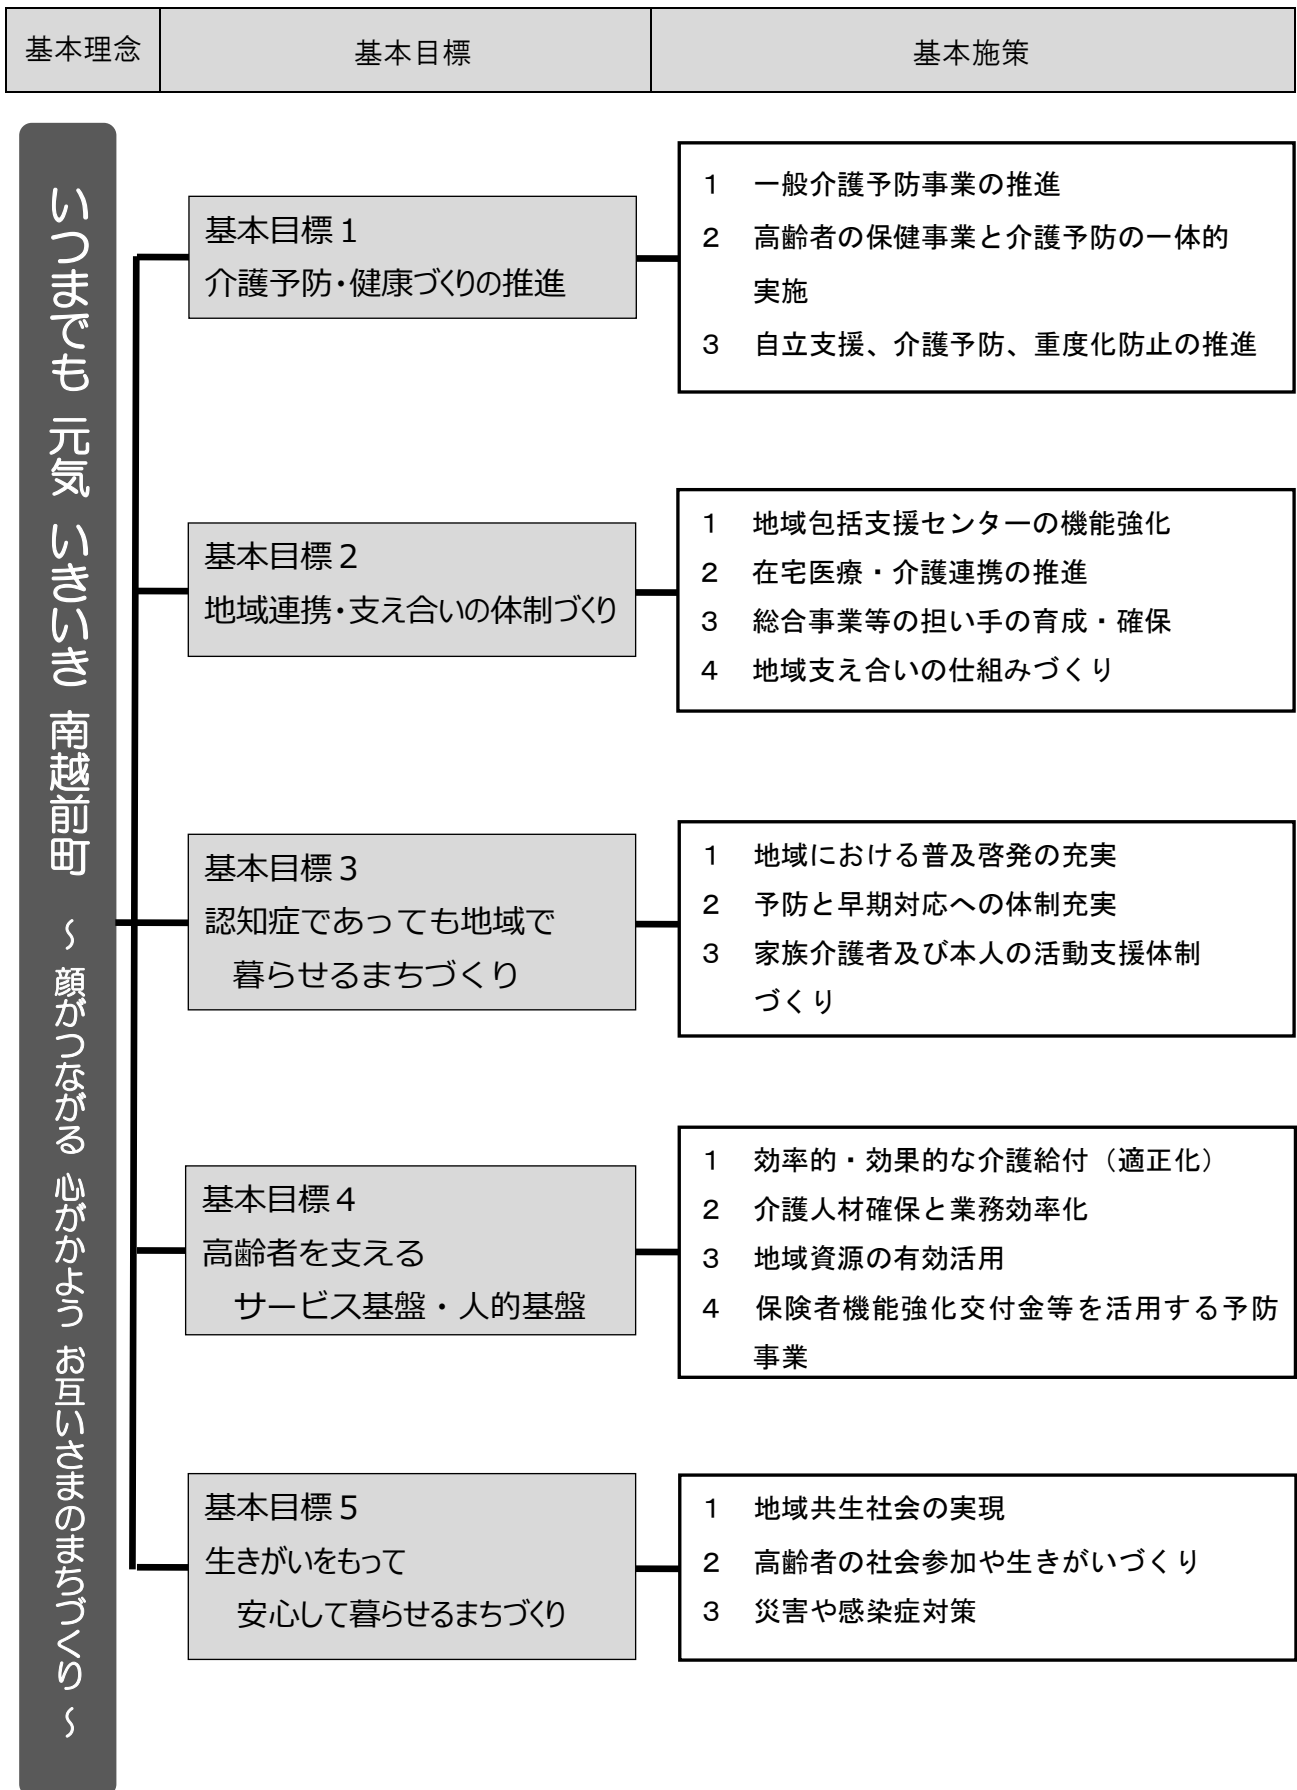 基本理念
基本目標
基本施策
いつまでも 元気 いきいき 南越前町 ～ 顔がつながる 心がかよう お互いさまのまちづくり ～
基本目標１
介護予防・健康づくりの推進
１ 一般介護予防事業の推進
２ 高齢者の保健事業と介護予防の一体的
実施
３ 自立支援、介護予防、重度化防止の推進
基本目標２
地域連携・支え合いの体制づくり
１ 地域包括支援センターの機能強化
２ 在宅医療・介護連携の推進
３ 総合事業等の担い手の育成・確保
４ 地域支え合いの仕組みづくり
基本目標３
認知症であっても地域で
暮らせるまちづくり
１ 地域における普及啓発の充実
２ 予防と早期対応への体制充実
３ 家族介護者及び本人の活動支援体制
づくり
基本目標４
高齢者を支える
サービス基盤・人的基盤
１ 効率的・効果的な介護給付（適正化）
２ 介護人材確保と業務効率化
３ 地域資源の有効活用
４ 保険者機能強化交付金等を活用する予防
事業
基本目標５
生きがいをもって
安心して暮らせるまちづくり
１ 地域共生社会の実現
２ 高齢者の社会参加や生きがいづくり
３ 災害や感染症対策